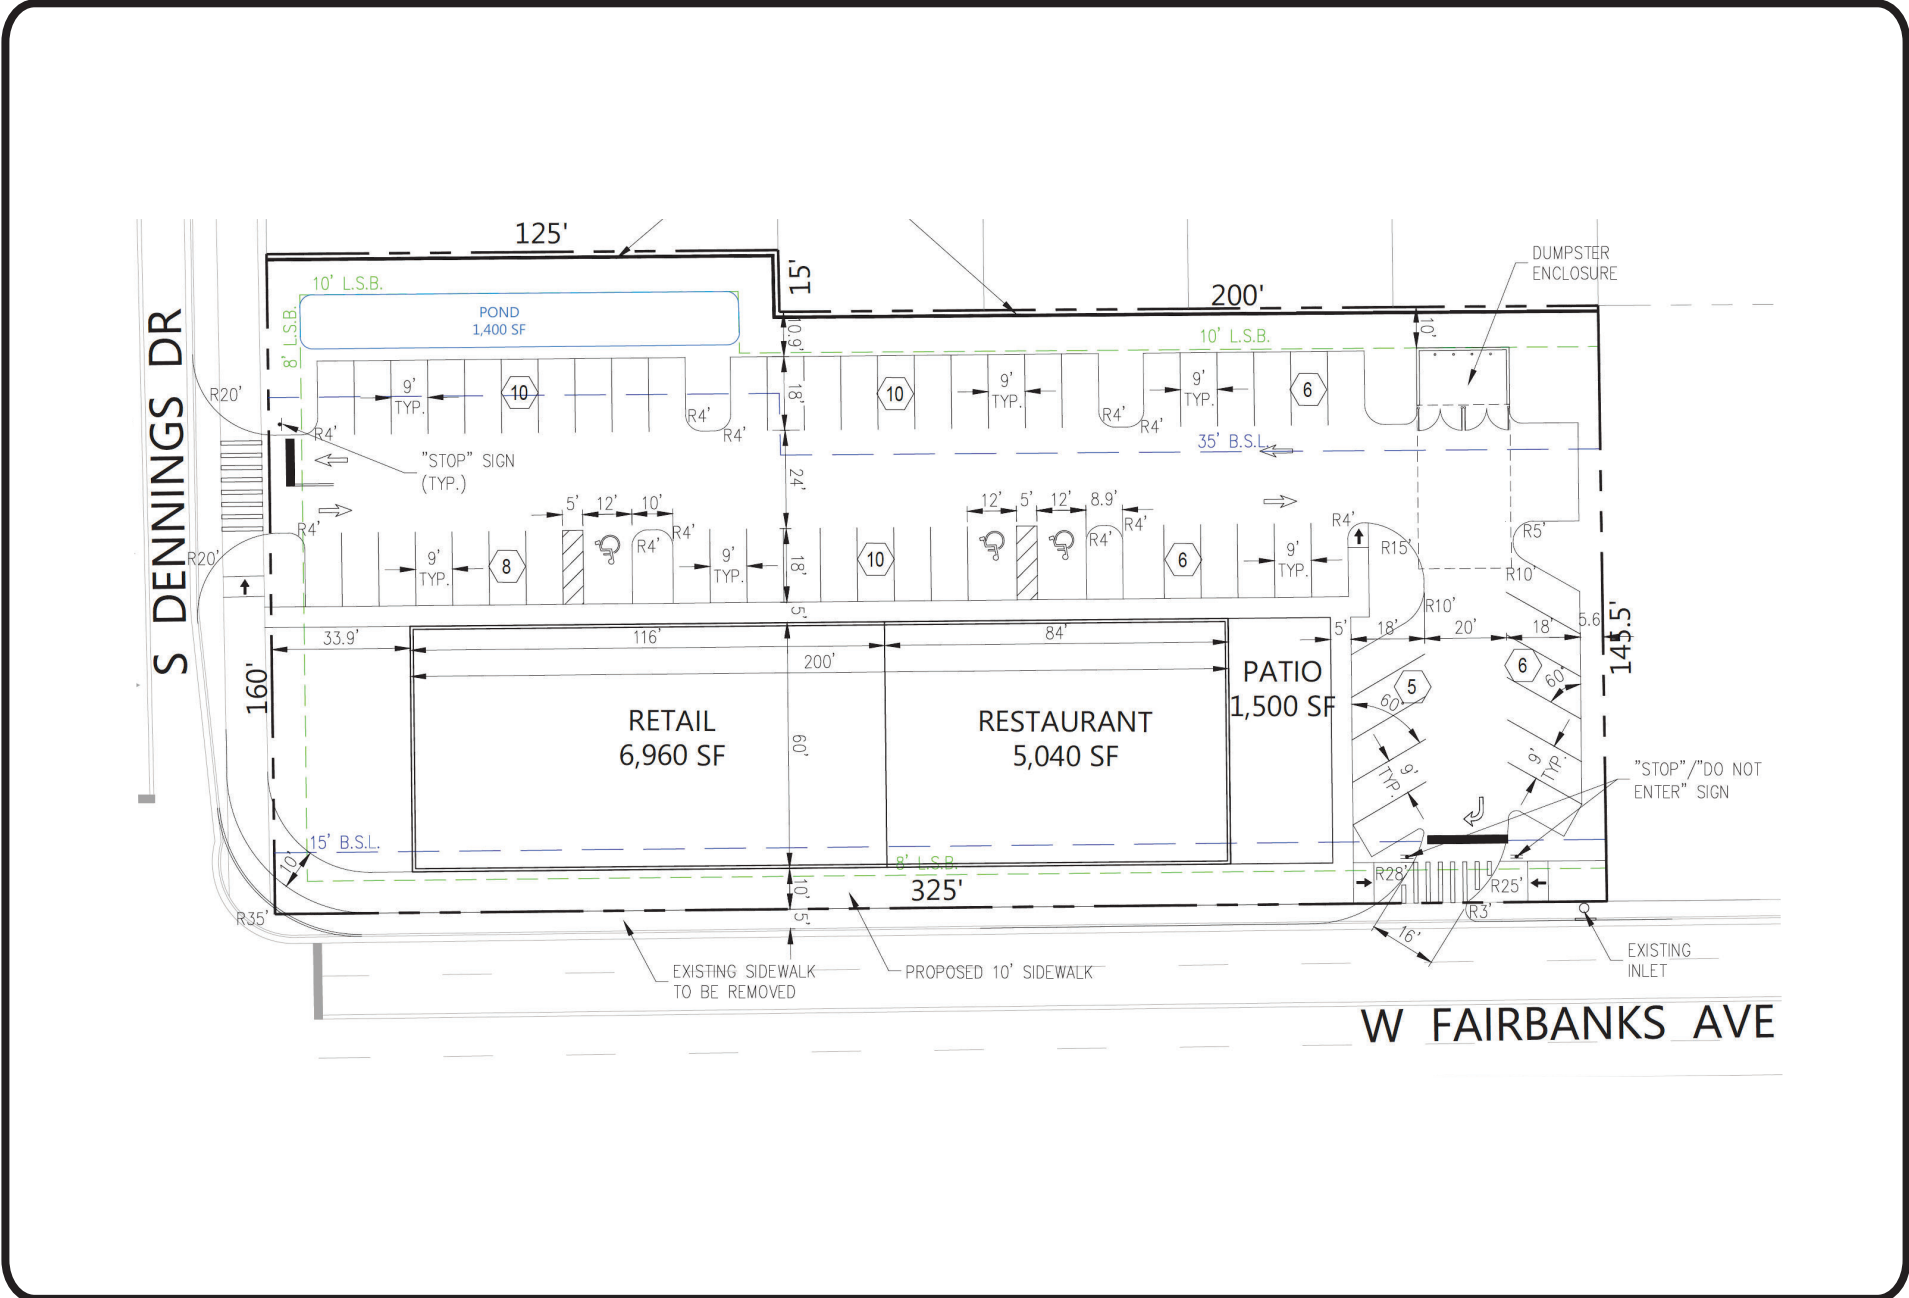 125'
15'
200'
DUMPSTER
ENCLOSURE
10' L.S.B.
8' L.S.B.
POND
1,400 SF
10.9'
10' L.S.B.
10'
S DENNINGS DR
R20'
9'
TYP.
10
R4'
R4'
R4'
18'
10
9'
TYP.
R4'
R4'
9'
TYP.
6
"STOP" SIGN
(TYP.)
35' B.S.L.
24'
R4'
R20'
5'
12'
10'
R4'
R4'
12'
5'
12'
8.9'
R4'
R4'
R4'
R15'
R5'
R10'
9'
TYP.
8
9'
TYP.
18'
10
6
9'
TYP.
5'
R10'
33.9'
116'
84'
200'
5'
18'
20'
18'
5.6
145.5'
160'
RETAIL
6,960 SF
60'
RESTAURANT
5,040 SF
PATIO
1,500 SF
5
60°
6
60°
9'
TYP.
9'
TYP.
"STOP"/"DO NOT
ENTER" SIGN
15' B.S.L.
10'
8' L.S.B.
R35'
10'
325'
5'
R28'
R25'
R3'
16'
EXISTING SIDEWALK
TO BE REMOVED
PROPOSED 10' SIDEWALK
EXISTING
INLET
W FAIRBANKS AVE